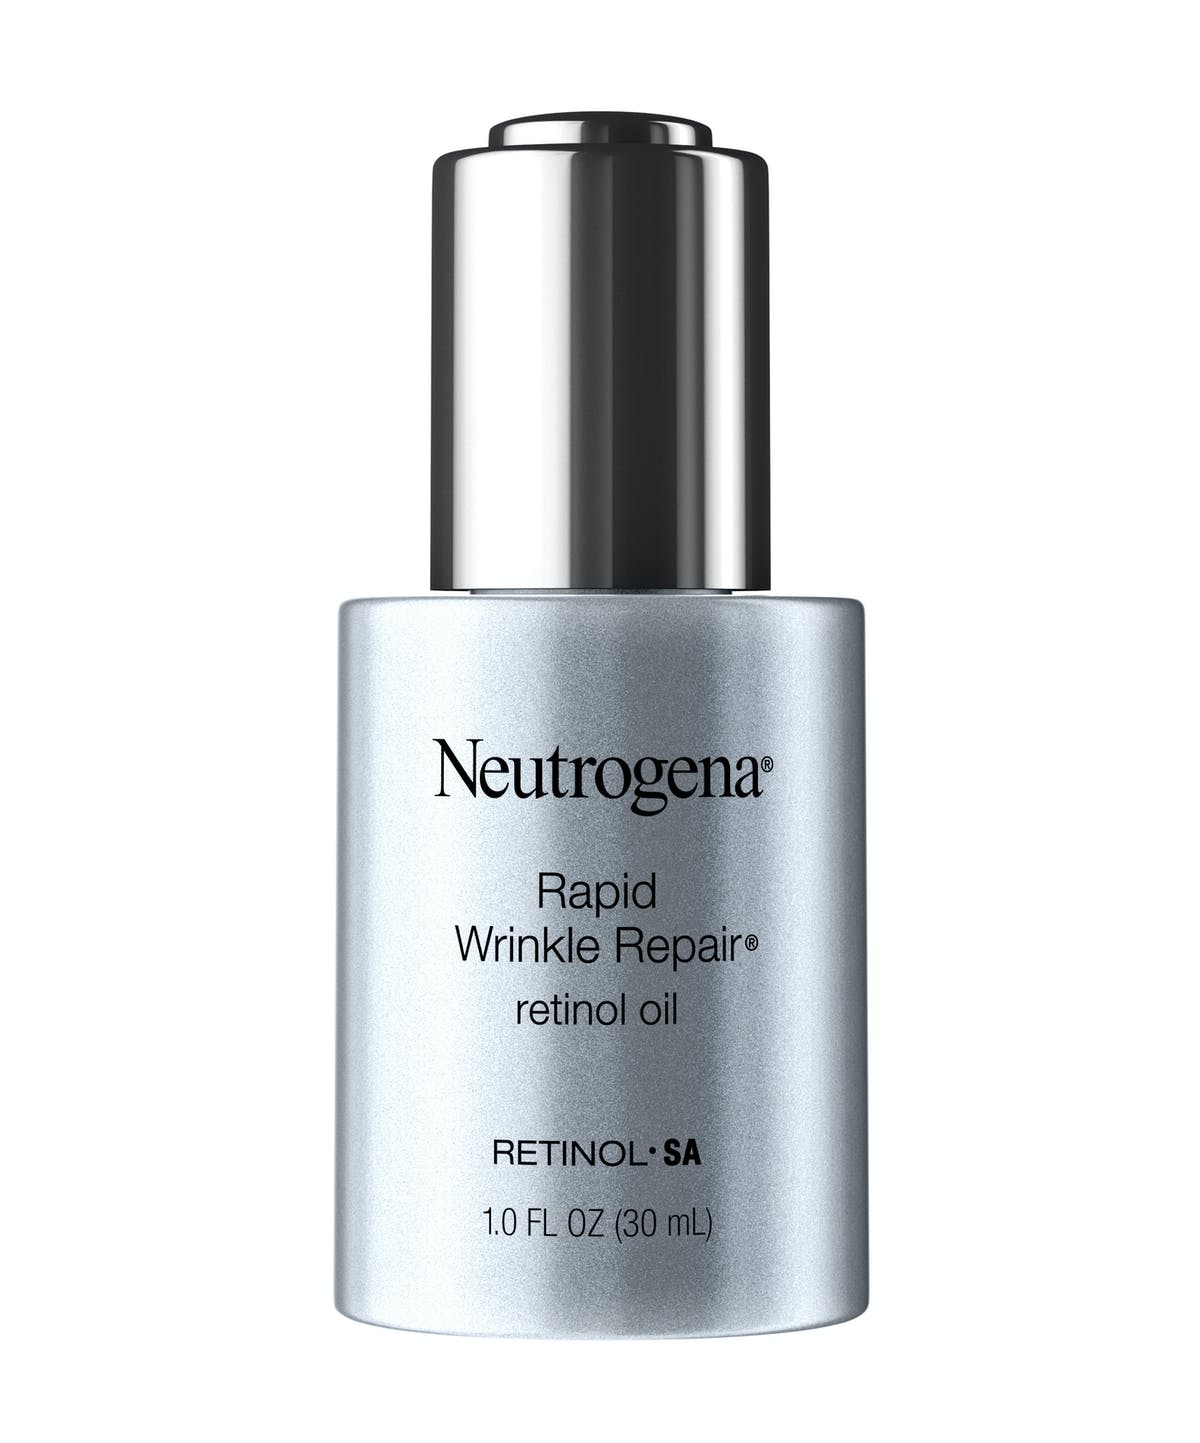 Neutrogena®
Rapid
Wrinkle Repair®
retinol oil
RETINOL•SA
1.0 FL OZ (30 mL)